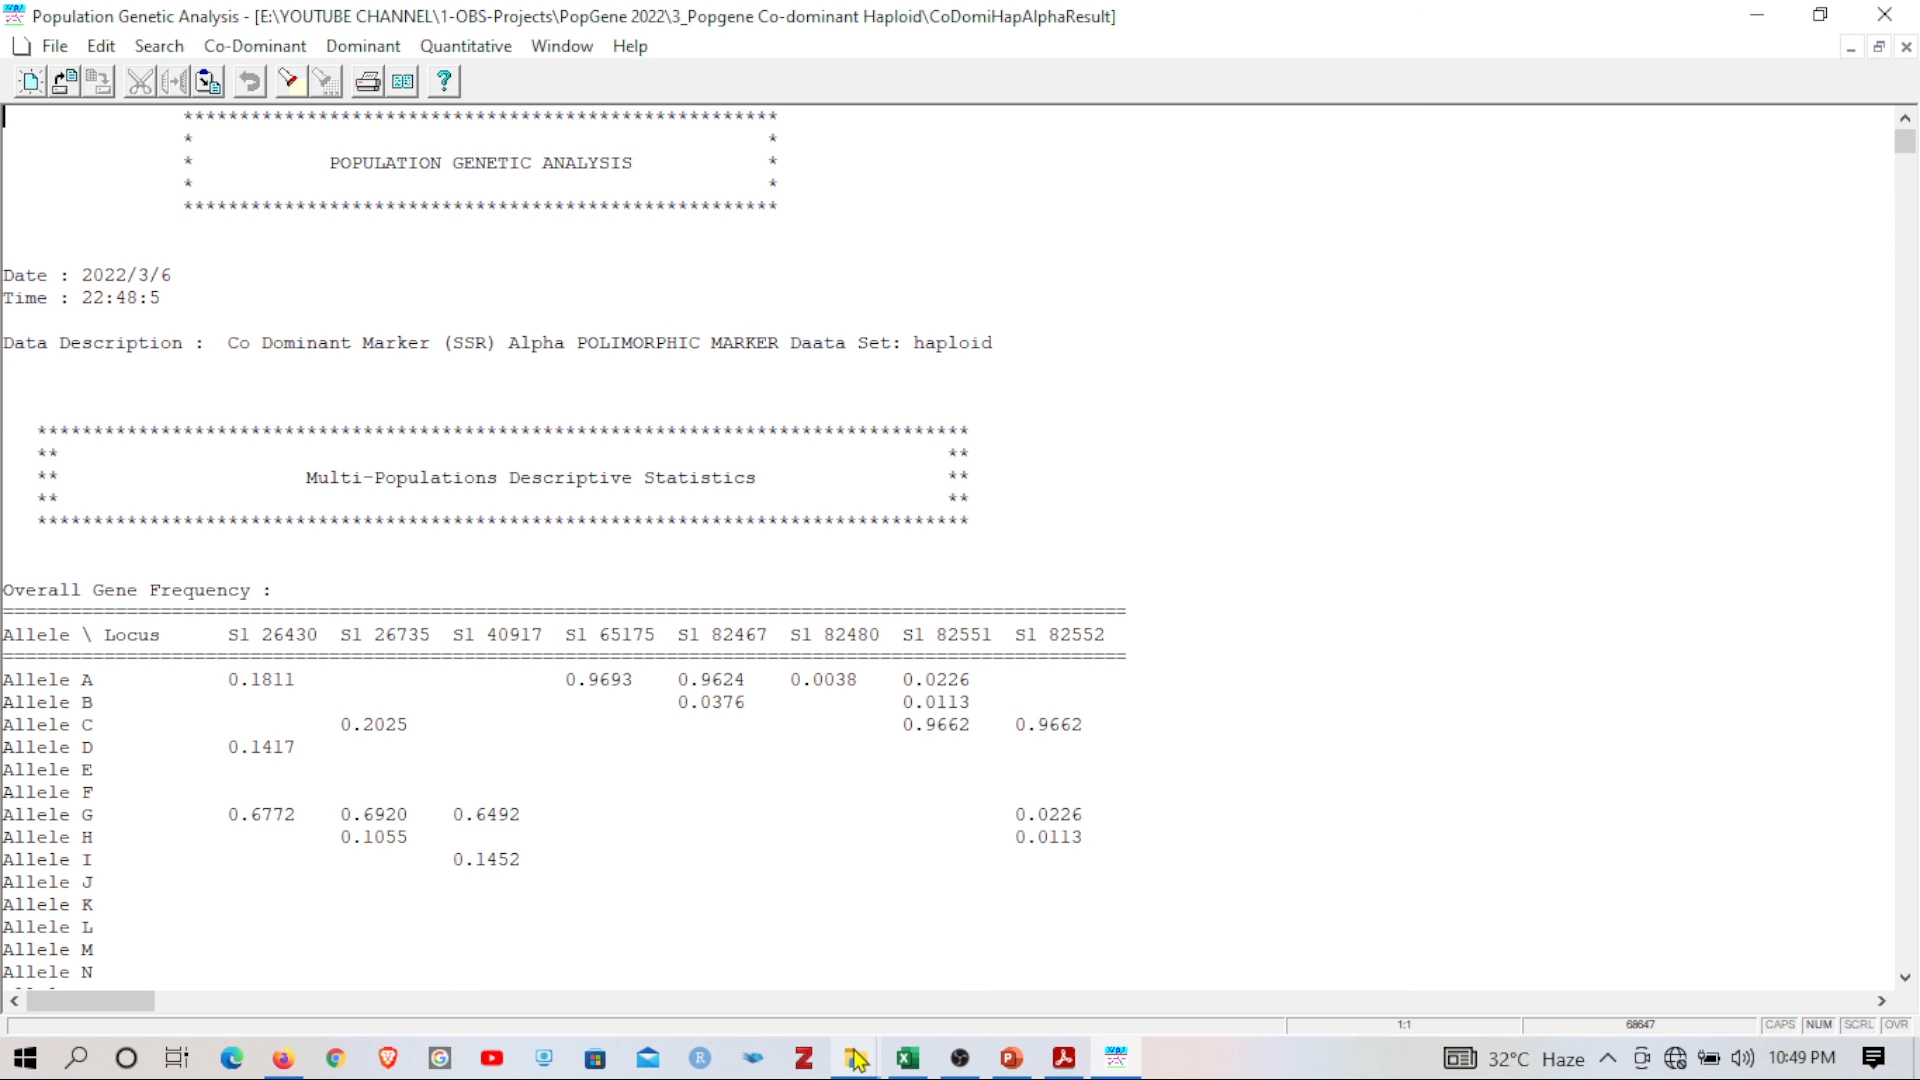 Population Genetic Analysis - [E:\YOUTUBE CHANNEL\1-OBS-Projects\PopGene 2022\3_Popgene Co-dominant Haploid\CoDomiHapAlphaResult]
File Edit Search Co-Dominant Dominant Quantitative Window Help
*****************************************************
* *
* POPULATION GENETIC ANALYSIS *
* *
*****************************************************
Date : 2022/3/6
Time : 22:48:5
Data Description : Co Dominant Marker (SSR) Alpha POLIMORPHIC MARKER Daata Set: haploid
***********************************************************************************
** **
** Multi-Populations Descriptive Statistics **
** **
***********************************************************************************
Overall Gene Frequency :
====================================================================================================
Allele \ Locus Sl 26430 Sl 26735 Sl 40917 Sl 65175 Sl 82467 Sl 82480 Sl 82551 Sl 82552
====================================================================================================
Allele A 0.1811 0.9693 0.9624 0.0038 0.0226
Allele B 0.0376 0.0113
Allele C 0.2025 0.9662 0.9662
Allele D 0.1417
Allele E
Allele F
Allele G 0.6772 0.6920 0.6492 0.0226
Allele H 0.1055 0.0113
Allele I 0.1452
Allele J
Allele K
Allele L
Allele M
Allele N
1:1 68647 CAPS NUM SCRL OVR
32°C Haze 10:49 PM